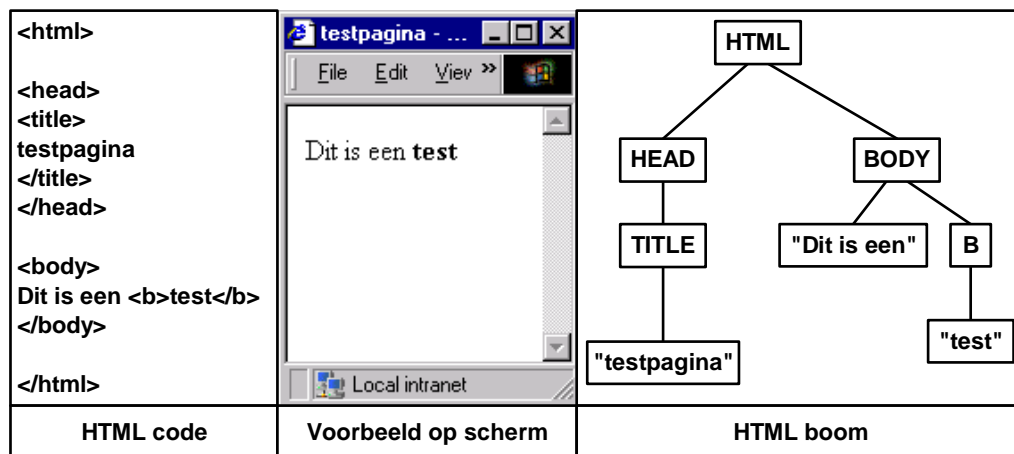 <html>
<head>
<title>
testpagina
</title>
</head>
<body>
Dit is een <b>test</b>
</body>
</html>
HTML code
testpagina - ...
File Edit Viev »
Dit is een test
Local intranet
Voorbeeld op scherm
HTML
HEAD BODY
TITLE "Dit is een" B
"test"
"testpagina"
HTML boom